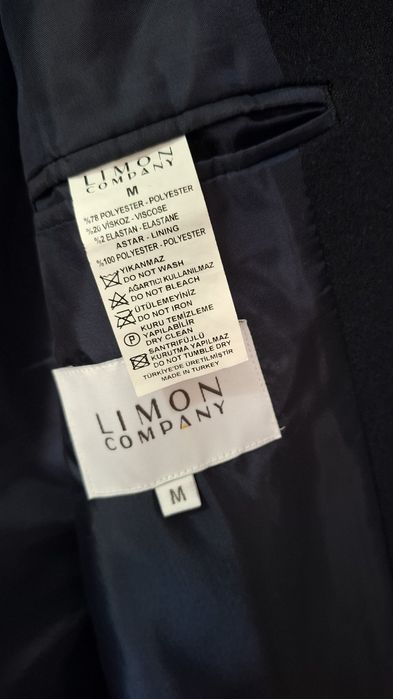 LIMON
COMPANY
M
%78 POLYESTER - POLYESTER
%20 VİSKOZ - VISCOSE
%2 ELASTAN - ELASTANE
ASTAR - LINING
%100 POLYESTER - POLYESTER
YIKANMAZ
DO NOT WASH
AĞARTICI KULLANILMAZ
DO NOT BLEACH
ÜTÜLEMEYİNİZ
DO NOT IRON
KURU TEMİZLEME
YAPILABİLİR
P
DRY CLEAN
SANTRİFÜJLÜ
KURUTMA YAPILMAZ
DO NOT TUMBLE DRY
TÜRKİYE'DE ÜRETİLMİŞTİR
MADE IN TURKEY
LIMON
COMPANY
M